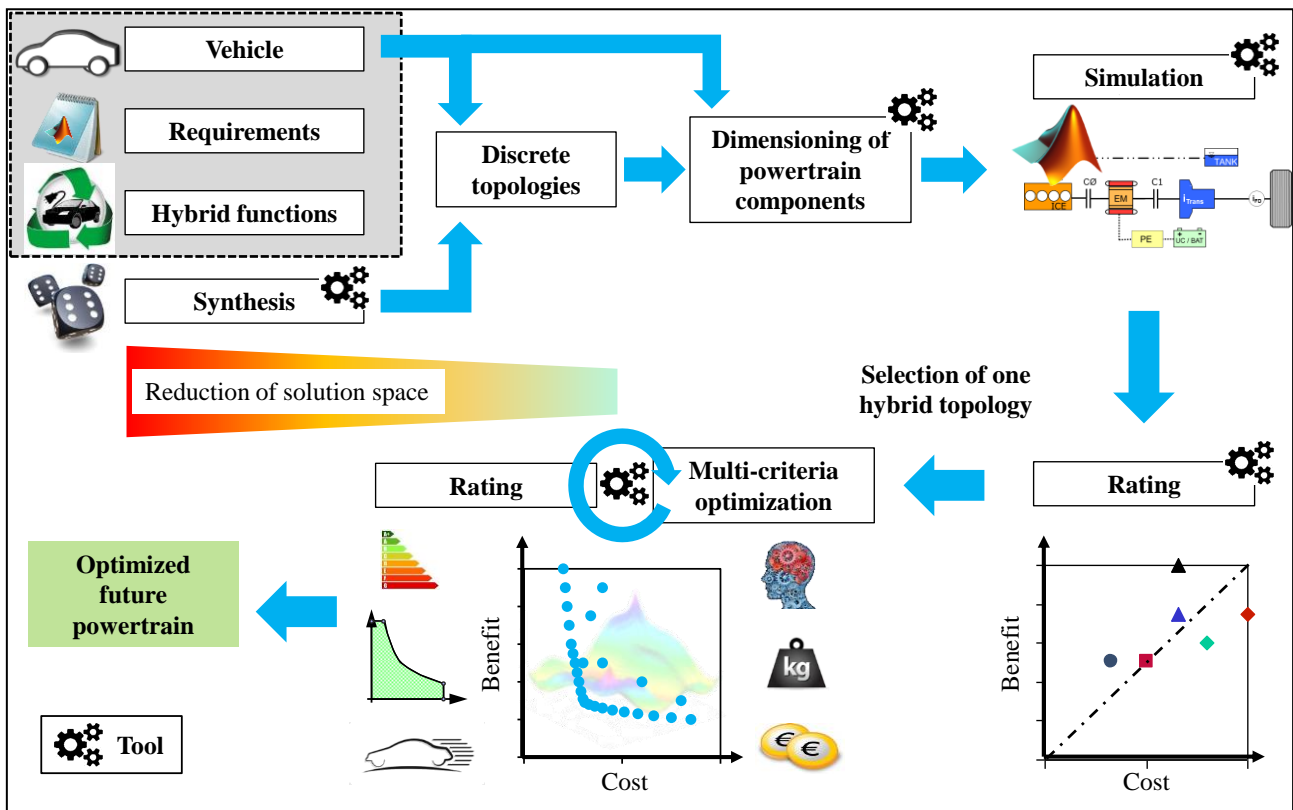 Vehicle
Requirements
Hybrid functions
Synthesis
Discrete
topologies
Dimensioning of
powertrain
components
Simulation
TANK
CØ
C1
ICE
EM
iTrans
iFD
PE
UC / BAT
Reduction of solution space
Selection of one
hybrid topology
Rating
Multi-criteria
optimization
Rating
Optimized
future
powertrain
Benefit
Cost
kg
€
€
Benefit
Cost
Tool